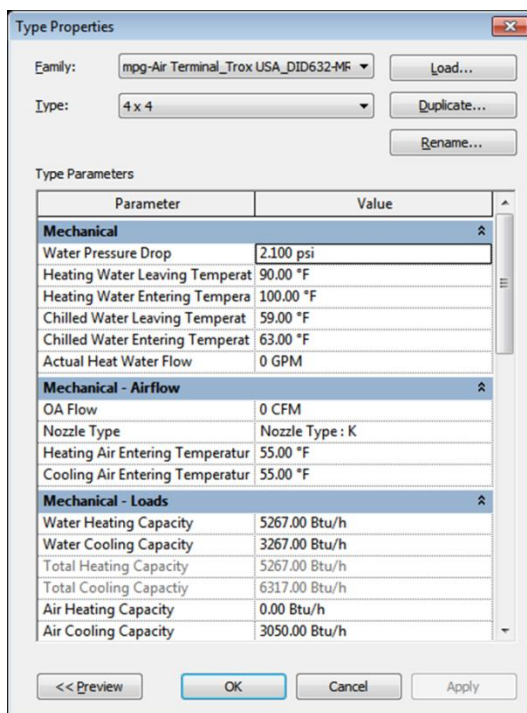 Type Properties
Family: mpg-Air Terminal_Trox USA_DID632-MF Load...
Type: 4 x 4 Duplicate...
Rename...
Type Parameters
Parameter Value
Mechanical
Water Pressure Drop 2.100 psi
Heating Water Leaving Temperat 90.00 °F
Heating Water Entering Tempera 100.00 °F
Chilled Water Leaving Temperat 59.00 °F
Chilled Water Entering Temperat 63.00 °F
Actual Heat Water Flow 0 GPM
Mechanical - Airflow
OA Flow 0 CFM
Nozzle Type Nozzle Type : K
Heating Air Entering Temperatur 55.00 °F
Cooling Air Entering Temperatur 55.00 °F
Mechanical - Loads
Water Heating Capacity 5267.00 Btu/h
Water Cooling Capacity 3267.00 Btu/h
Total Heating Capacity 5267.00 Btu/h
Total Cooling Capactiy 6317.00 Btu/h
Air Heating Capacity 0.00 Btu/h
Air Cooling Capacity 3050.00 Btu/h
<< Preview OK Cancel Apply